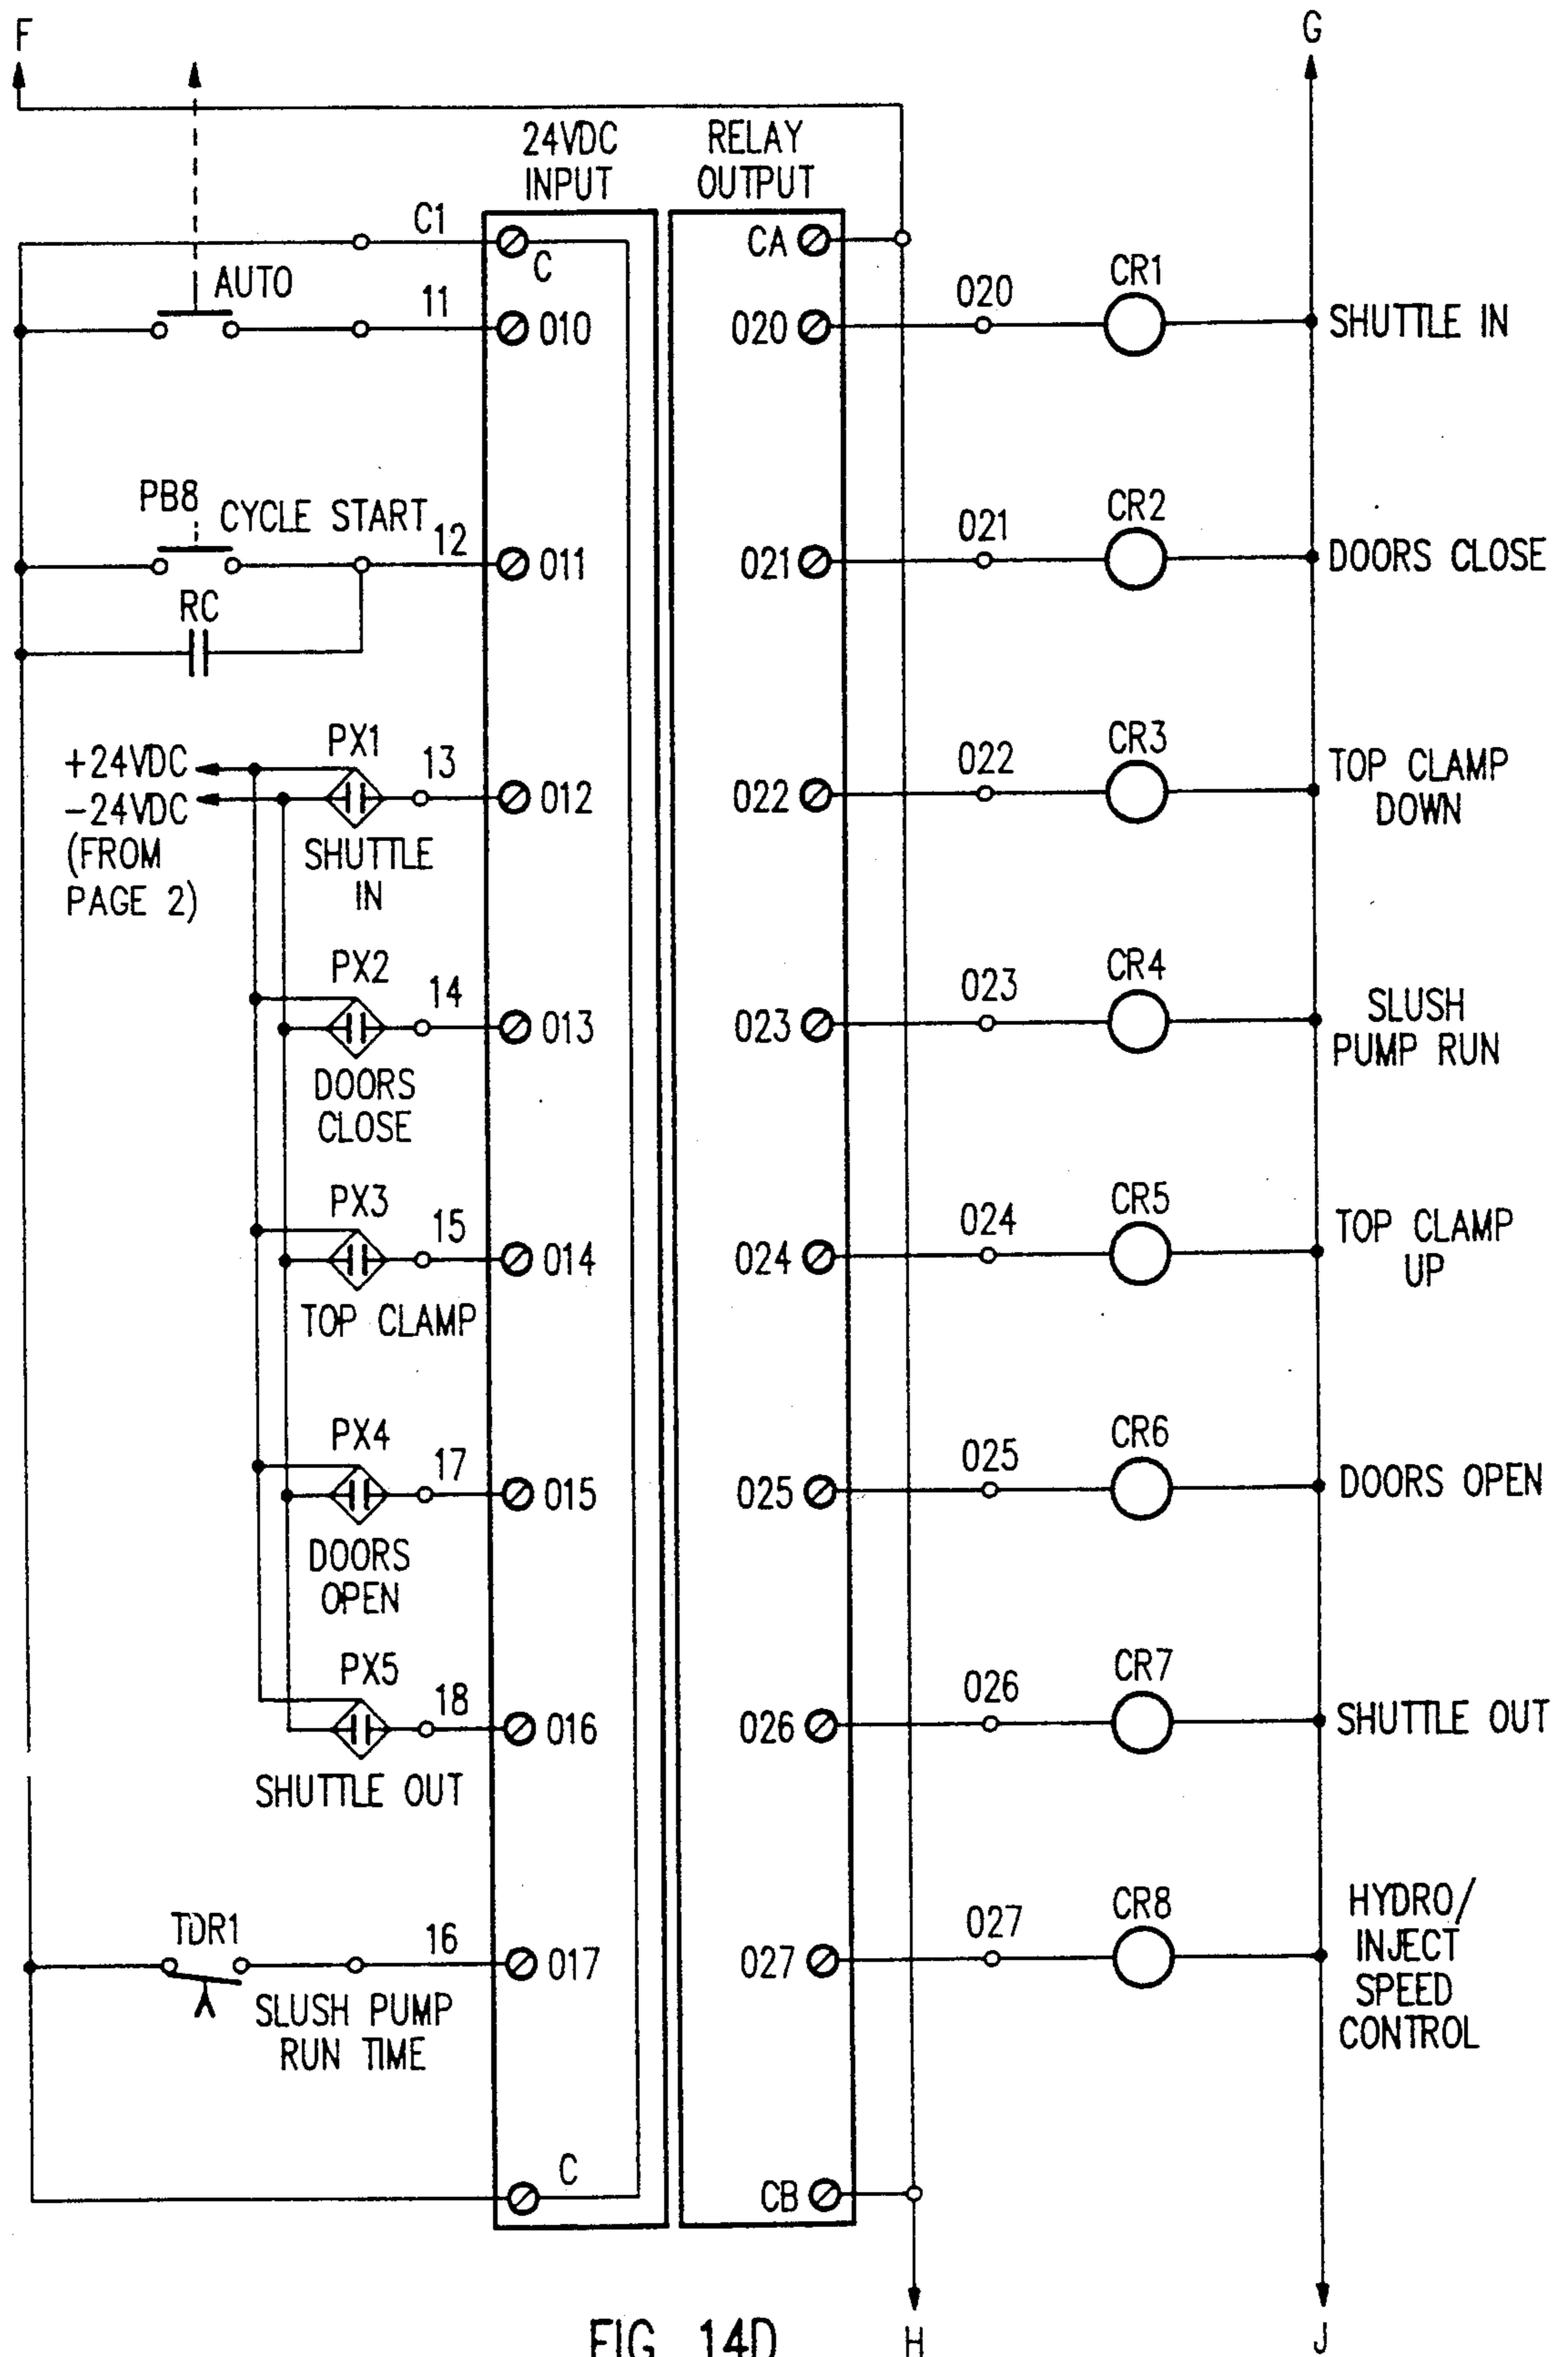 F
G
24VDC
INPUT
RELAY
OUTPUT
C1
C
CA
AUTO
11
010
020
020
CR1
SHUTTLE IN
PB8
CYCLE START
12
011
021
021
CR2
DOORS CLOSE
RC
+24VDC
-24VDC
(FROM
PAGE 2)
PX1
13
012
SHUTTLE
IN
022
022
CR3
TOP CLAMP
DOWN
PX2
14
013
DOORS
CLOSE
023
023
CR4
SLUSH
PUMP RUN
PX3
15
014
TOP CLAMP
024
024
CR5
TOP CLAMP
UP
PX4
17
015
DOORS
OPEN
025
025
CR6
DOORS OPEN
PX5
18
016
SHUTTLE OUT
026
026
CR7
SHUTTLE OUT
TDR1
16
017
SLUSH PUMP
RUN TIME
027
027
CR8
HYDRO/
INJECT
SPEED
CONTROL
C
CB
FIG. 14D
H
J